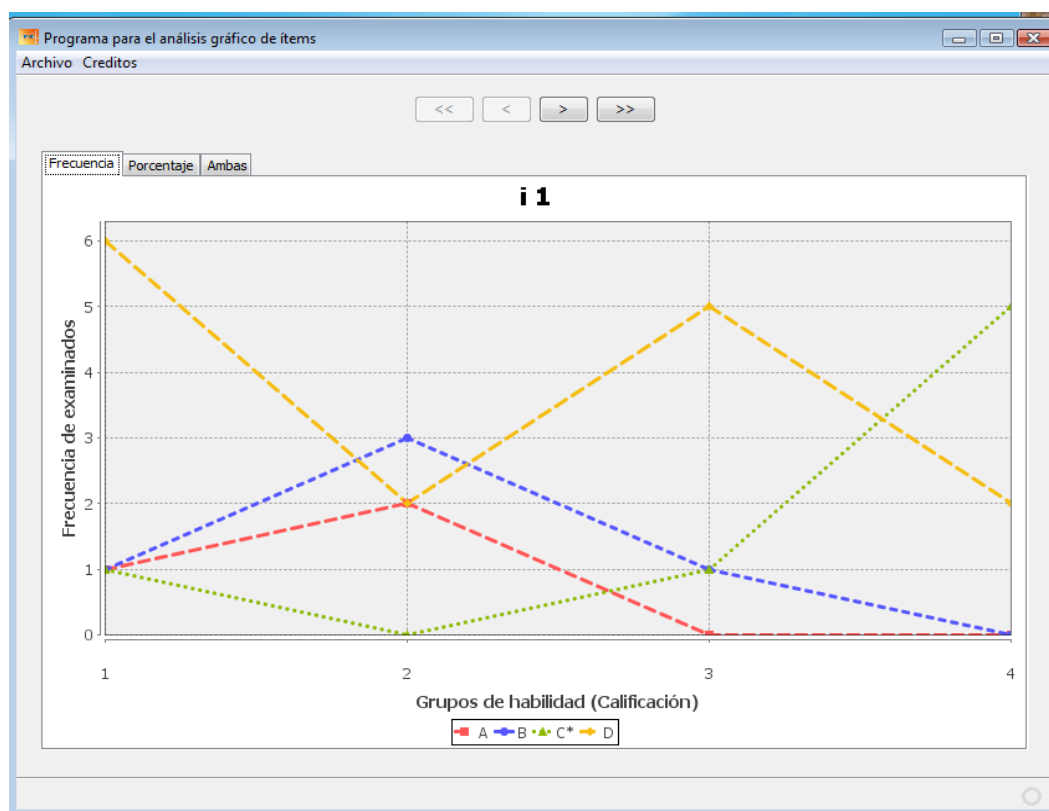 Programa para el análisis gráfico de ítems
Archivo Creditos
<< < > >>
Frecuencia Porcentaje Ambas
i 1
Frecuencia de examinados
6
5
4
3
2
1
0
1 2 3 4
Grupos de habilidad (Calificación)
A B C* D